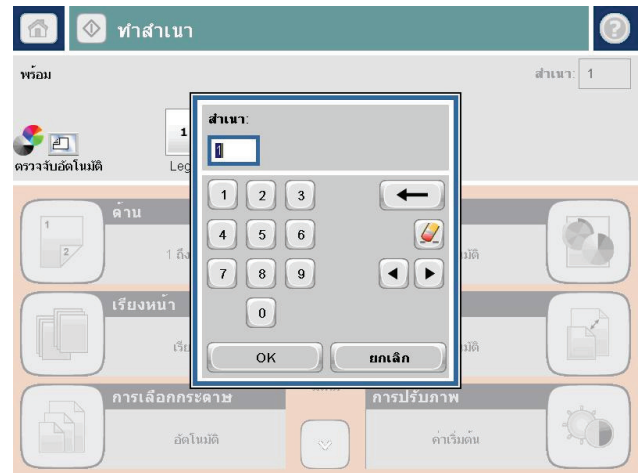 ทำสำเนา
พร้อม
สำเนา: 1
ตรวจจับอัตโนมัติ
1
Leg
สำเนา:
1
1 2 3
4 5 6
7 8 9
0
OK ยกเลิก
ด้าน
1
2
1 ถึง
มัติ
เรียงหน้า
เรีย
มัติ
การเลือกกระดาษ
อัตโนมัติ
การปรับภาพ
ค่าเริ่มต้น